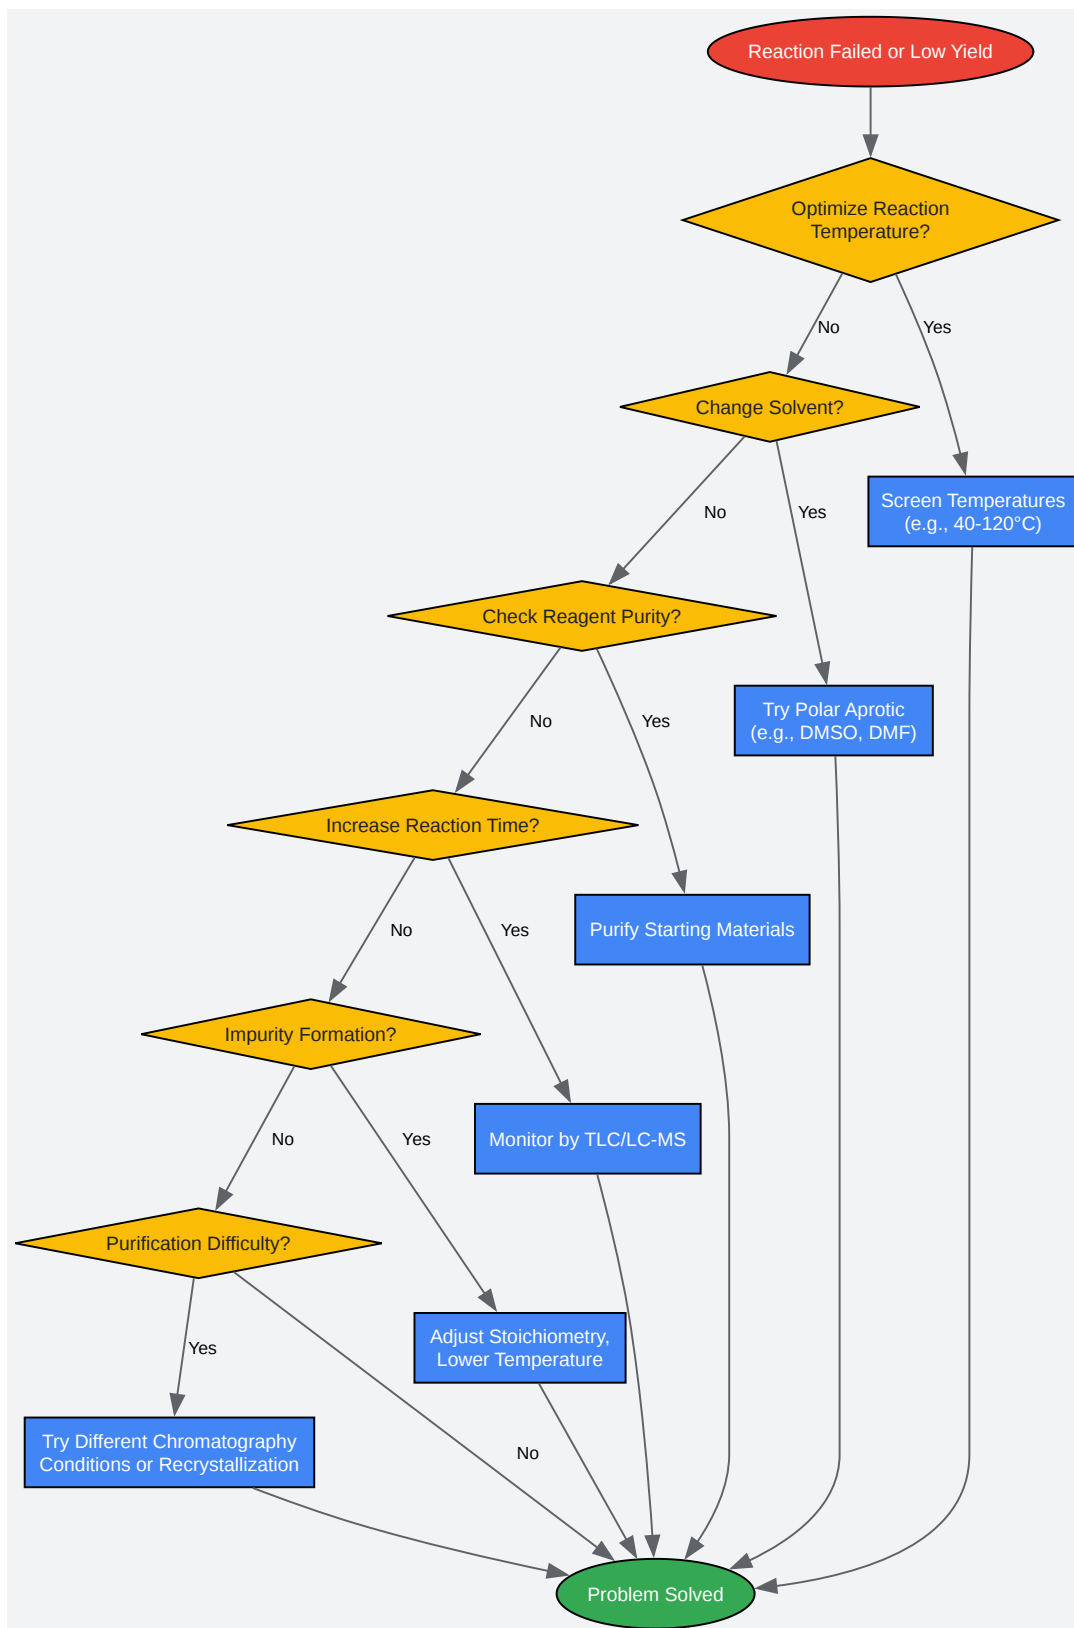 Reaction Failed or Low Yield
Optimize Reaction
Temperature?
No
Yes
Change Solvent?
Screen Temperatures
(e.g., 40-120°C)
No
Yes
Check Reagent Purity?
Try Polar Aprotic
(e.g., DMSO, DMF)
No
Yes
Increase Reaction Time?
Purify Starting Materials
No
Yes
Impurity Formation?
Monitor by TLC/LC-MS
No
Yes
Purification Difficulty?
Adjust Stoichiometry,
Lower Temperature
Yes
Try Different Chromatography
Conditions or Recrystallization
No
Problem Solved